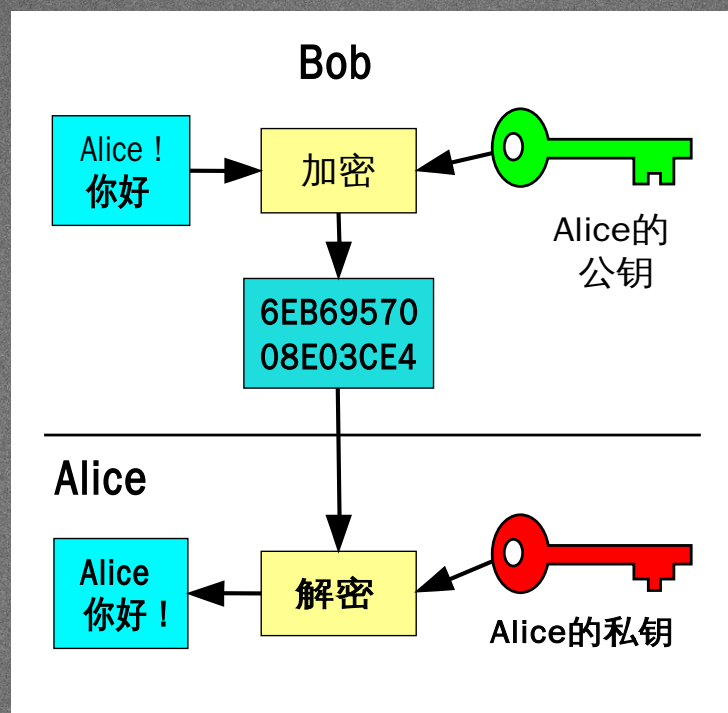 Bob
Alice！
你好
加密
Alice的
公钥
6EB69570
08E03CE4
Alice
Alice
你好！
解密
Alice的私钥